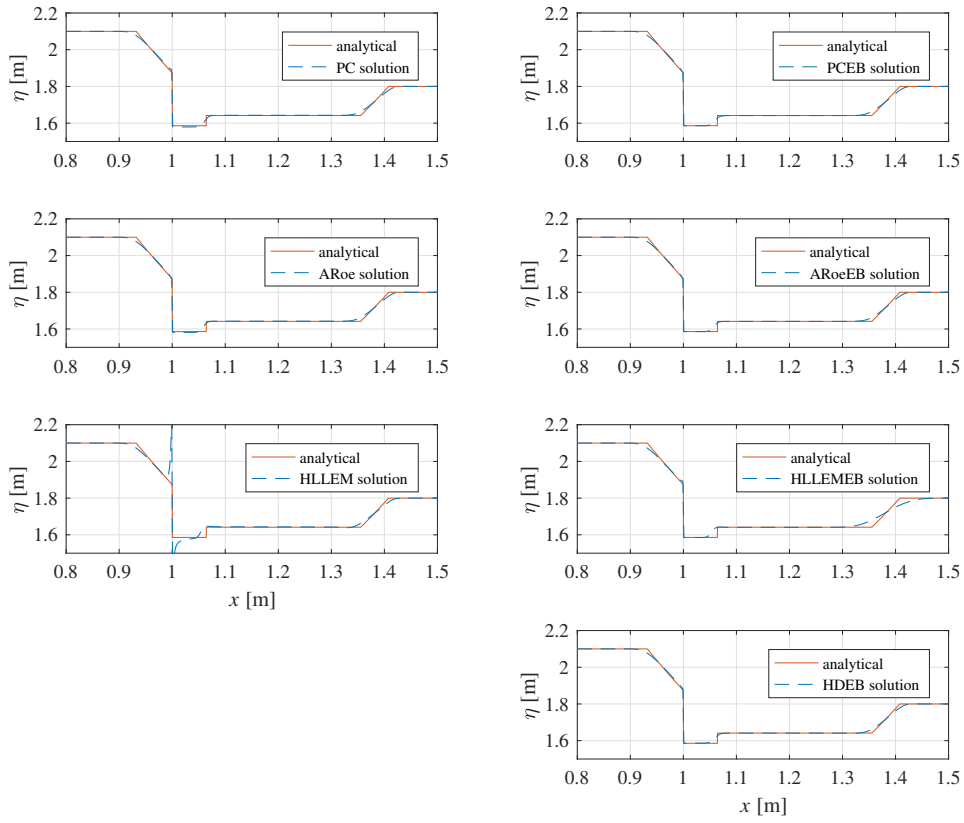 2.2
2
1.8
1.6
η [m]
analytical
PC solution
0.8 0.9 1 1.1 1.2 1.3 1.4 1.5
2.2
2
1.8
1.6
η [m]
analytical
PCEB solution
0.8 0.9 1 1.1 1.2 1.3 1.4 1.5
2.2
2
1.8
1.6
η [m]
analytical
ARoe solution
0.8 0.9 1 1.1 1.2 1.3 1.4 1.5
2.2
2
1.8
1.6
η [m]
analytical
ARoeEB solution
0.8 0.9 1 1.1 1.2 1.3 1.4 1.5
2.2
2
1.8
1.6
η [m]
analytical
HLLEM solution
0.8 0.9 1 1.1 1.2 1.3 1.4 1.5
x [m]
2.2
2
1.8
1.6
η [m]
analytical
HLLEMEB solution
0.8 0.9 1 1.1 1.2 1.3 1.4 1.5
2.2
2
1.8
1.6
η [m]
analytical
HDEB solution
0.8 0.9 1 1.1 1.2 1.3 1.4 1.5
x [m]